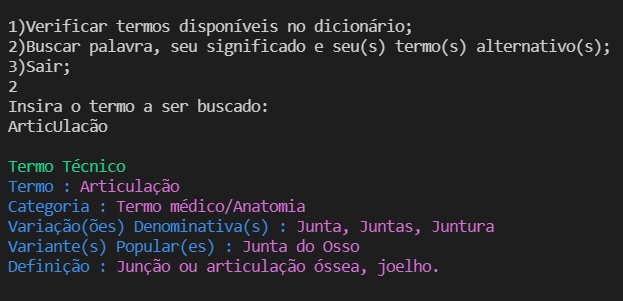 1)Verificar termos disponíveis no dicionário;
2)Buscar palavra, seu significado e seu(s) termo(s) alternativo(s);
3)Sair;
2
Insira o termo a ser buscado:
ArticUlacão
Termo Técnico
Termo : Articulação
Categoria : Termo médico/Anatomia
Variação(ões) Denominativa(s) : Junta, Juntas, Juntura
Variante(s) Popular(es) : Junta do Osso
Definição : Junção ou articulação óssea, joelho.